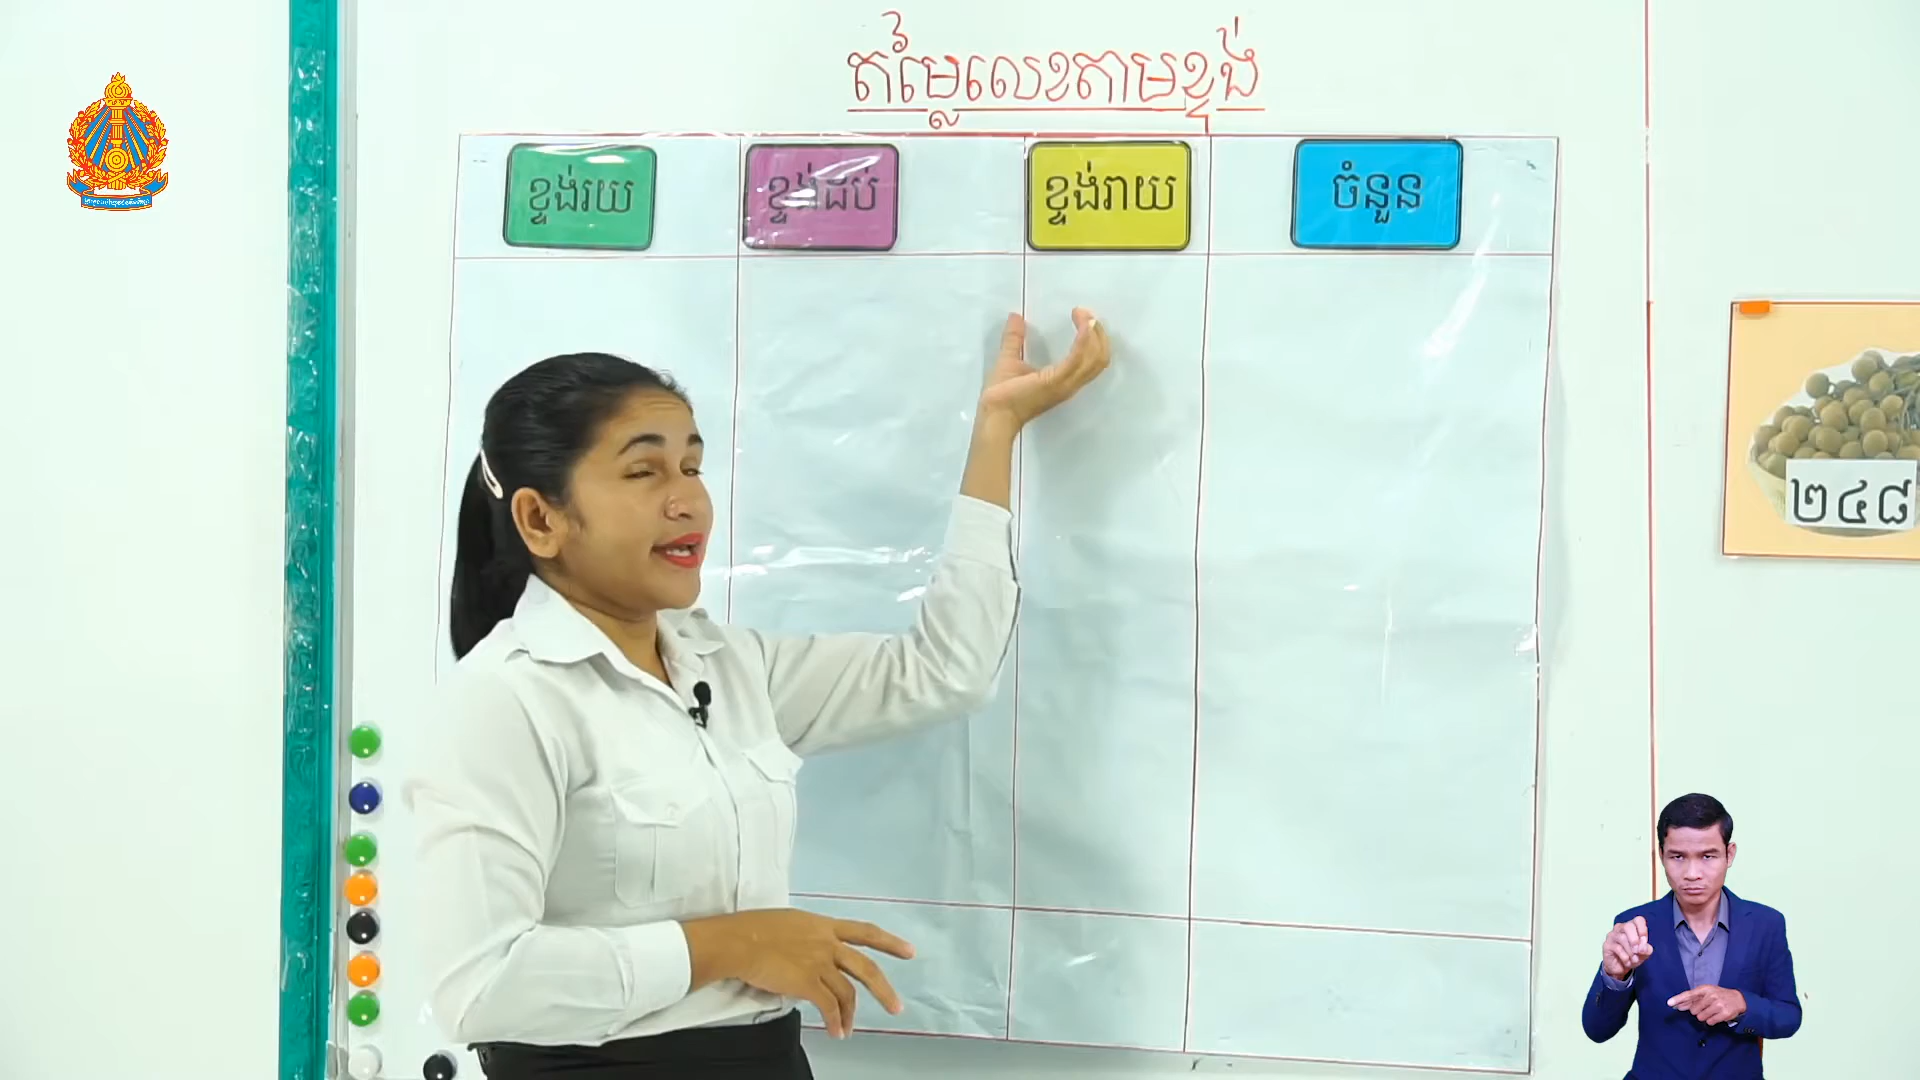 តម្លៃលេខតាមខ្ទង់
ខ្ទង់រយ
ខ្ទង់ដប់
ខ្ទង់រាយ
ចំនួន
២៤៨